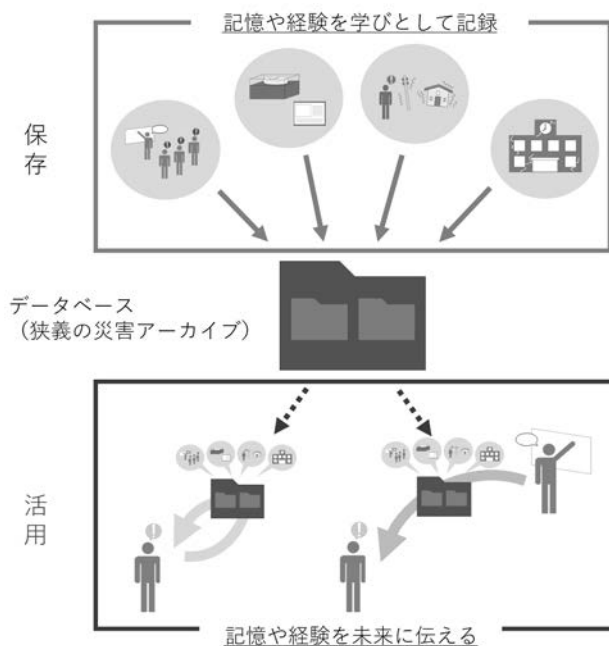 記憶や経験を学びとして記録
保存
データベース
（狭義の災害アーカイブ）
活用
記憶や経験を未来に伝える